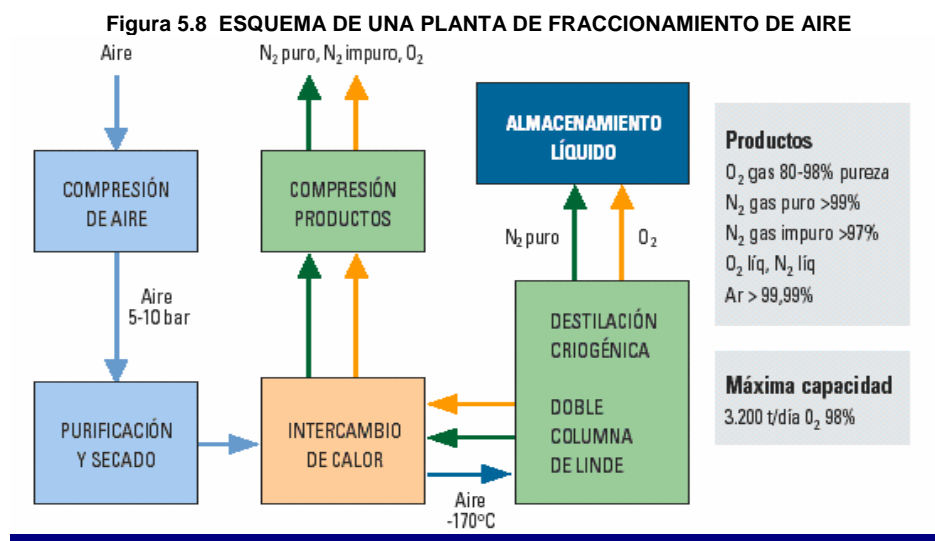 Figura 5.8 ESQUEMA DE UNA PLANTA DE FRACCIONAMIENTO DE AIRE
Aire
N₂ puro, N₂ impuro, O₂
COMPRESIÓN
DE AIRE
COMPRESIÓN
PRODUCTOS
ALMACENAMIENTO
LÍQUIDO
N₂ puro
O₂
Aire
5-10 bar
PURIFICACIÓN
Y SECADO
INTERCAMBIO
DE CALOR
DESTILACIÓN
CRIOGÉNICA
DOBLE
COLUMNA
DE LINDE
Aire
-170ºC
Productos
O₂ gas 80-98% pureza
N₂ gas puro >99%
N₂ gas impuro >97%
O₂ líq, N₂ líq
Ar > 99,99%
Máxima capacidad
3.200 t/día O₂ 98%